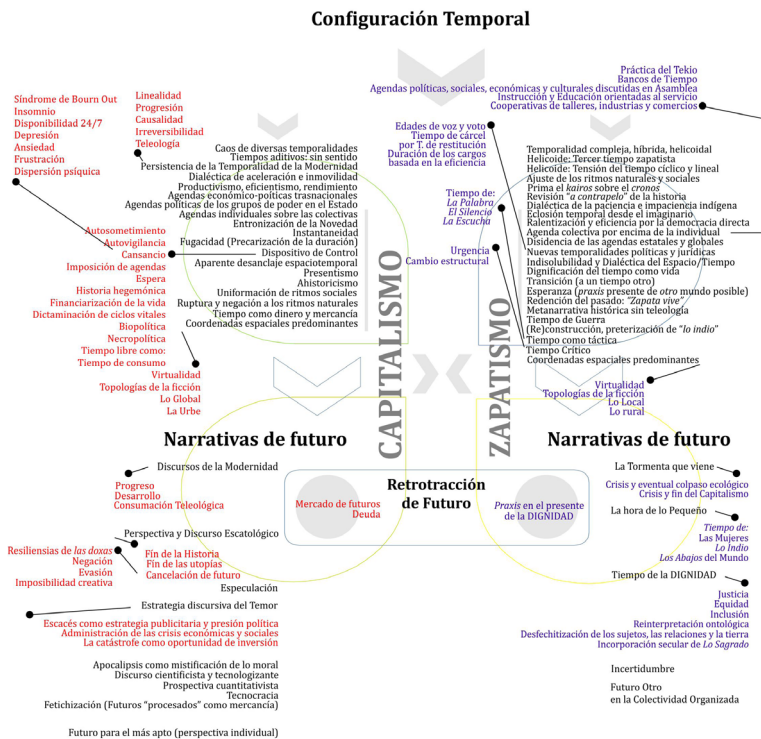 Configuración Temporal
Síndrome de Bourn Out
Insomnio
Disponibilidad 24/7
Depresión
Ansiedad
Frustración
Dispersión psíquica
Linealidad
Progresión
Causalidad
Irreversibilidad
Teleología
Caos de diversas temporalidades
Tiempos aditivos: sin sentido
Persistencia de la Temporalidad de la Modernidad
Dialéctica de aceleración e inmovilidad
Productivismo, eficientismo, rendimiento
Agendas económico-políticas trasnacionales
Agendas políticas de los grupos de poder en el Estado
Agendas individuales sobre las colectivas
Entronización de la Novedad
Instantaneidad
Fugacidad (Precarización de la duración)
Dispositivo de Control
Aparente desanclaje espaciotemporal
Presentismo
Ahistoricismo
Uniformación de ritmos sociales
Ruptura y negación a los ritmos naturales
Tiempo como dinero y mercancía
Coordenadas espaciales predominantes
Autosometimiento
Autovigilancia
Cansancio
Imposición de agendas
Espera
Historia hegemónica
Financiarización de la vida
Dictaminación de ciclos vitales
Biopolítica
Necropolítica
Tiempo libre como:
Tiempo de consumo
Virtualidad
Topologías de la ficción
Lo Global
La Urbe
CAPITALISMO
ZAPATISMO
Práctica del Tekio
Bancos de Tiempo
Agendas políticas, sociales, económicas y culturales discutidas en Asamblea
Instrucción y Educación orientadas al servicio
Cooperativas de talleres, industrias y comercios
Edades de voz y voto
Tiempo de cárcel
por T. de restitución
Duración de los cargos
basada en la eficiencia
Tiempo de:
La Palabra
El Silencio
La Escucha
Urgencia
Cambio estructural
Temporalidad compleja, híbrida, helicoidal
Helicoide: Tercer tiempo zapatista
Helicoide: Tensión del tiempo cíclico y lineal
Ajuste de los ritmos naturales y sociales
Prima el kairos sobre el cronos
Revisión “a contrapelo” de la historia
Dialéctica de la paciencia e impaciencia indígena
Eclosión temporal desde el imaginario
Ralentización y eficiencia por la democracia directa
Agenda colectiva por encima de la individual
Disidencia de las agendas estatales y globales
Nuevas temporalidades políticas y jurídicas
Indisolubilidad y Dialéctica del Espacio/Tiempo
Dignificación del tiempo como vida
Transición (a un tiempo otro)
Esperanza (praxis presente de otro mundo posible)
Redención del pasado: “Zapata vive”
Metanarrativa histórica sin teleología
Tiempo de Guerra
(Re)construcción, preterización de “lo indio”
Tiempo como táctica
Tiempo Crítico
Coordenadas espaciales predominantes
Virtualidad
Topologías de la ficción
Lo Local
Lo rural
Narrativas de futuro
Discursos de la Modernidad
Progreso
Desarrollo
Consumación Teleológica
Perspectiva y Discurso Escatológico
Resiliensias de las doxas
Negación
Evasión
Imposibilidad creativa
Fín de la Historia
Fín de las utopías
Cancelación de futuro
Especulación
Estrategia discursiva del Temor
Escacés como estrategia publicitaria y presión política
Administración de las crisis económicas y sociales
La catástrofe como oportunidad de inversión
Apocalipsis como mistificación de lo moral
Discurso cientificista y tecnologizante
Prospectiva cuantitativista
Tecnocracia
Fetichización (Futuros “procesados” como mercancía)
Futuro para el más apto (perspectiva individual)
Retrotracción
de Futuro
Mercado de futuros
Deuda
Praxis en el presente
de la DIGNIDAD
Narrativas de futuro
La Tormenta que viene
Crisis y eventual colpaso ecológico
Crisis y fin del Capitalismo
La hora de lo Pequeño
Tiempo de:
Las Mujeres
Lo Indio
Los Abajos del Mundo
Tiempo de la DIGNIDAD
Justicia
Equidad
Inclusión
Reinterpretación ontológica
Desfechitización de los sujetos, las relaciones y la tierra
Incorporación secular de Lo Sagrado
Incertidumbre
Futuro Otro
en la Colectividad Organizada